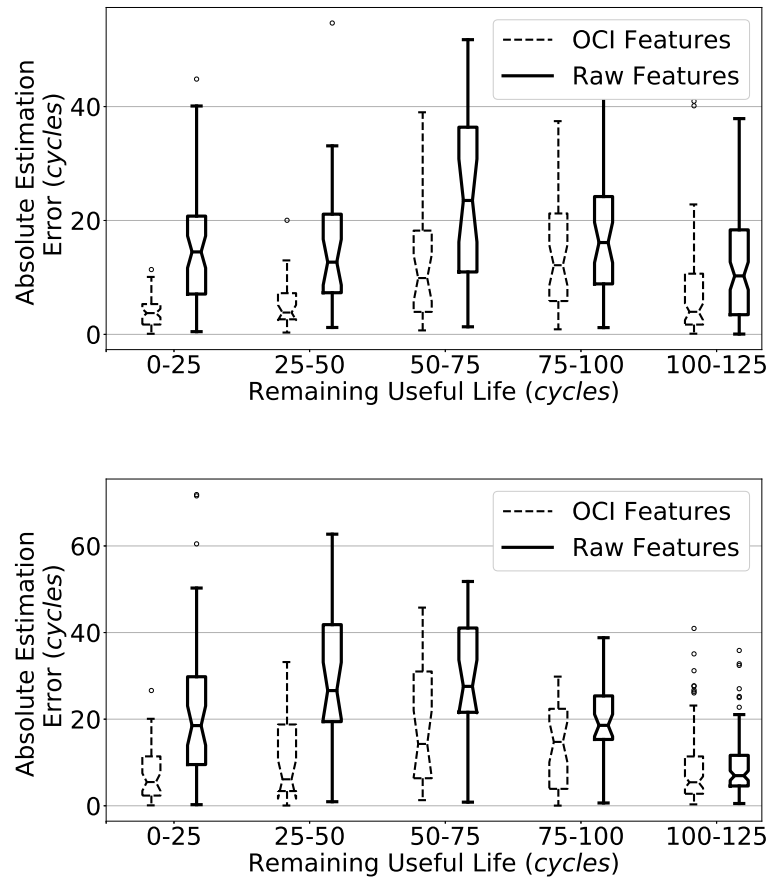 Absolute Estimation
Error (cycles)
40
20
0
OCI Features
Raw Features
0-25 25-50 50-75 75-100 100-125
Remaining Useful Life (cycles)
Absolute Estimation
Error (cycles)
60
40
20
0
OCI Features
Raw Features
0-25 25-50 50-75 75-100 100-125
Remaining Useful Life (cycles)